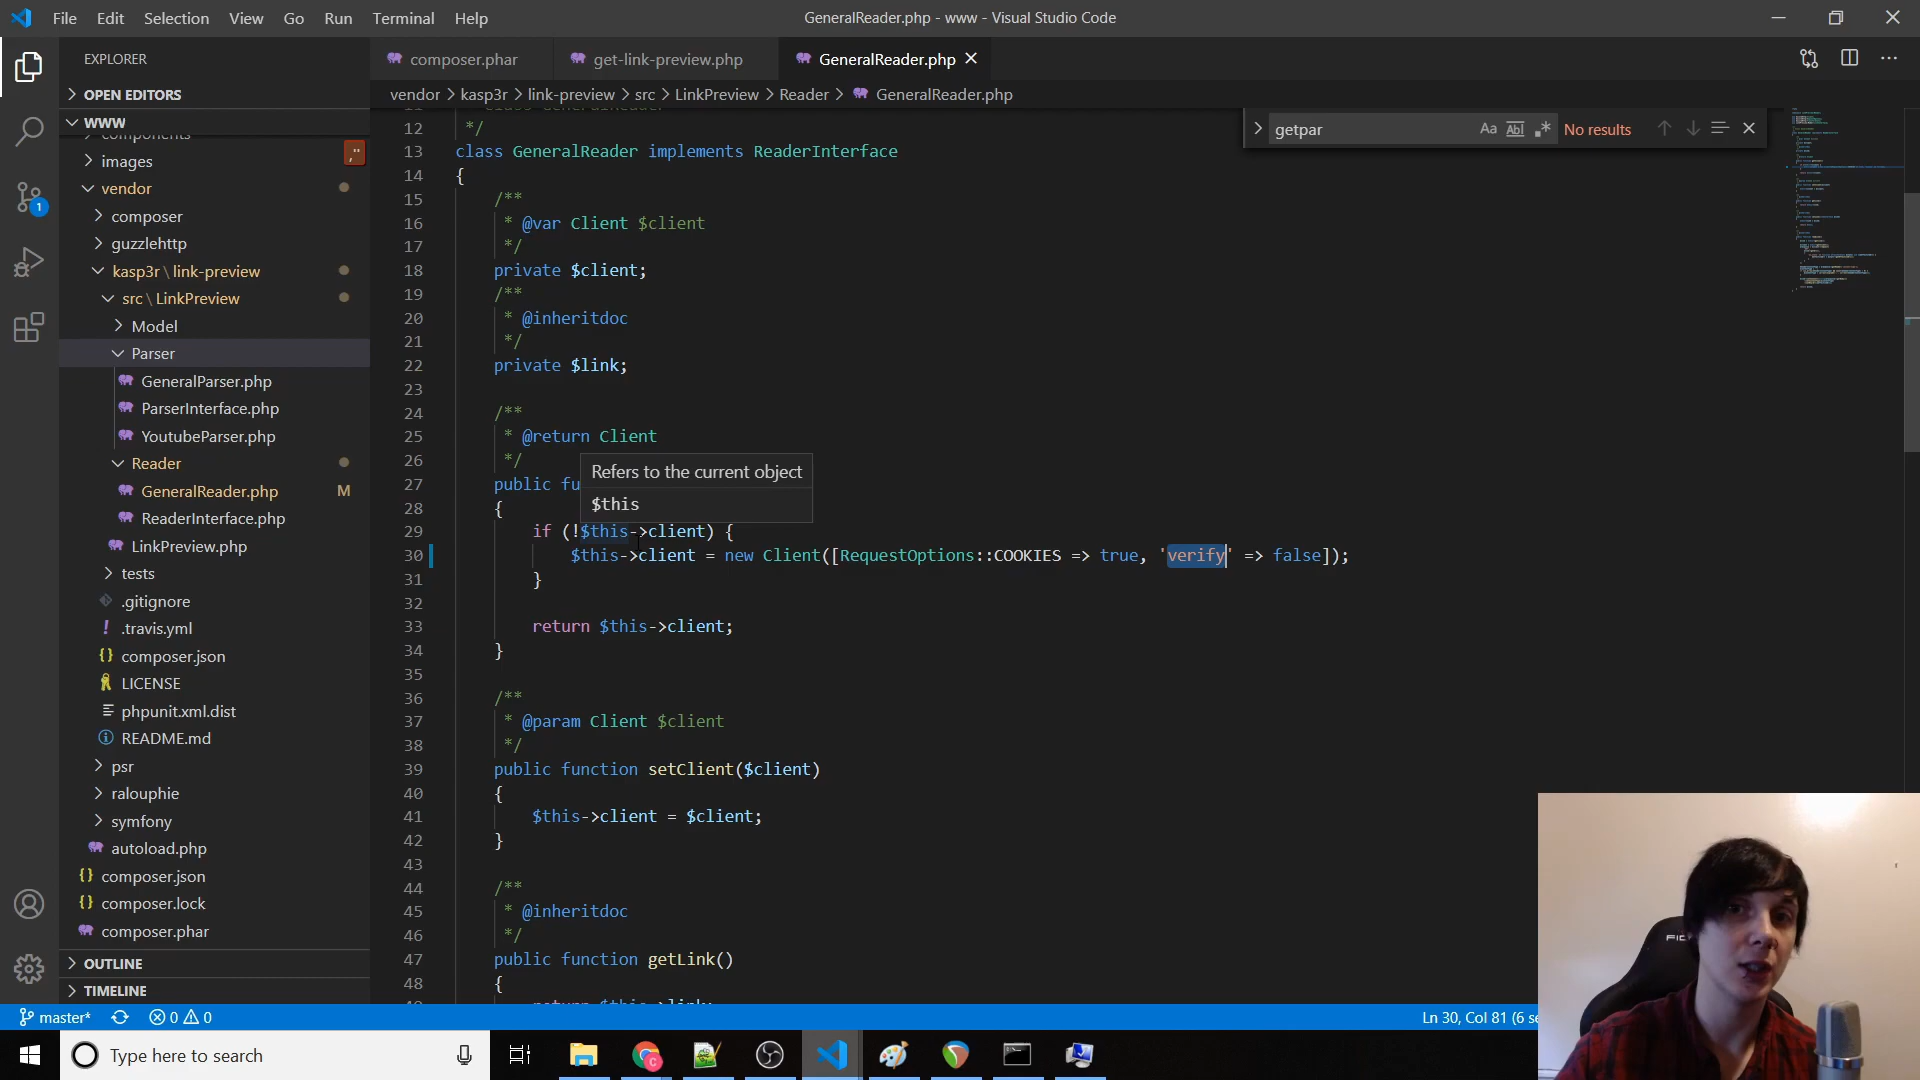 File Edit Selection View Go Run Terminal Help
GeneralReader.php - www - Visual Studio Code
EXPLORER
composer.phar
get-link-preview.php
GeneralReader.php
OPEN EDITORS
vendor > kasp3r > link-preview > src > LinkPreview > Reader > GeneralReader.php
WWW
components
images
vendor
composer
guzzlehttp
kasp3r \ link-preview
src \ LinkPreview
Model
Parser
GeneralParser.php
ParserInterface.php
YoutubeParser.php
Reader
GeneralReader.php M
ReaderInterface.php
LinkPreview.php
tests
.gitignore
.travis.yml
composer.json
LICENSE
phpunit.xml.dist
README.md
psr
ralouphie
symfony
autoload.php
composer.json
composer.lock
composer.phar
OUTLINE
TIMELINE
1
getpar
Aa Abl .*
No results
12 */
13 class GeneralReader implements ReaderInterface
14 {
15 /**
16 * @var Client $client
17 */
18 private $client;
19 /**
20 * @inheritdoc
21 */
22 private $link;
23
24 /**
25 * @return Client
26 */
27 public fu
Refers to the current object
$this
28 {
29 if (!$this->client) {
30 $this->client = new Client([RequestOptions::COOKIES => true, 'verify' => false]);
31 }
32
33 return $this->client;
34 }
35
36 /**
37 * @param Client $client
38 */
39 public function setClient($client)
40 {
41 $this->client = $client;
42 }
43
44 /**
45 * @inheritdoc
46 */
47 public function getLink()
48 {
return $this->link;
master* 0 0
Ln 30, Col 81 (6 se
Type here to search